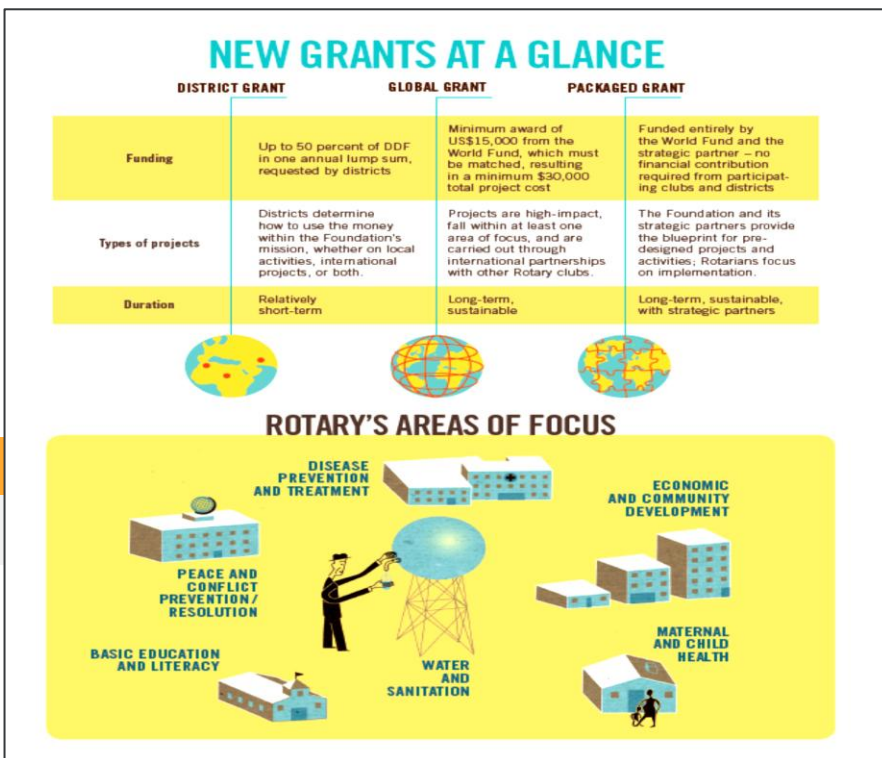 NEW GRANTS AT A GLANCE
DISTRICT GRANT
GLOBAL GRANT
PACKAGED GRANT
Funding
Up to 50 percent of DDF
in one annual lump sum,
requested by districts
Minimum award of
US$15,000 from the
World Fund, which must
be matched, resulting
in a minimum $30,000
total project cost
Funded entirely by
the World Fund and the
strategic partner – no
financial contribution
required from participat-
ing clubs and districts
Types of projects
Districts determine
how to use the money
within the Foundation's
mission, whether on local
activities, international
projects, or both.
Projects are high-impact,
fall within at least one
area of focus, and are
carried out through
international partnerships
with other Rotary clubs.
The Foundation and its
strategic partners provide
the blueprint for pre-
designed projects and
activities; Rotarians focus
on implementation.
Duration
Relatively
short-term
Long-term,
sustainable
Long-term, sustainable,
with strategic partners
ROTARY'S AREAS OF FOCUS
DISEASE
PREVENTION
AND TREATMENT
ECONOMIC
AND COMMUNITY
DEVELOPMENT
PEACE AND
CONFLICT
PREVENTION/
RESOLUTION
BASIC EDUCATION
AND LITERACY
WATER
AND
SANITATION
MATERNAL
AND CHILD
HEALTH